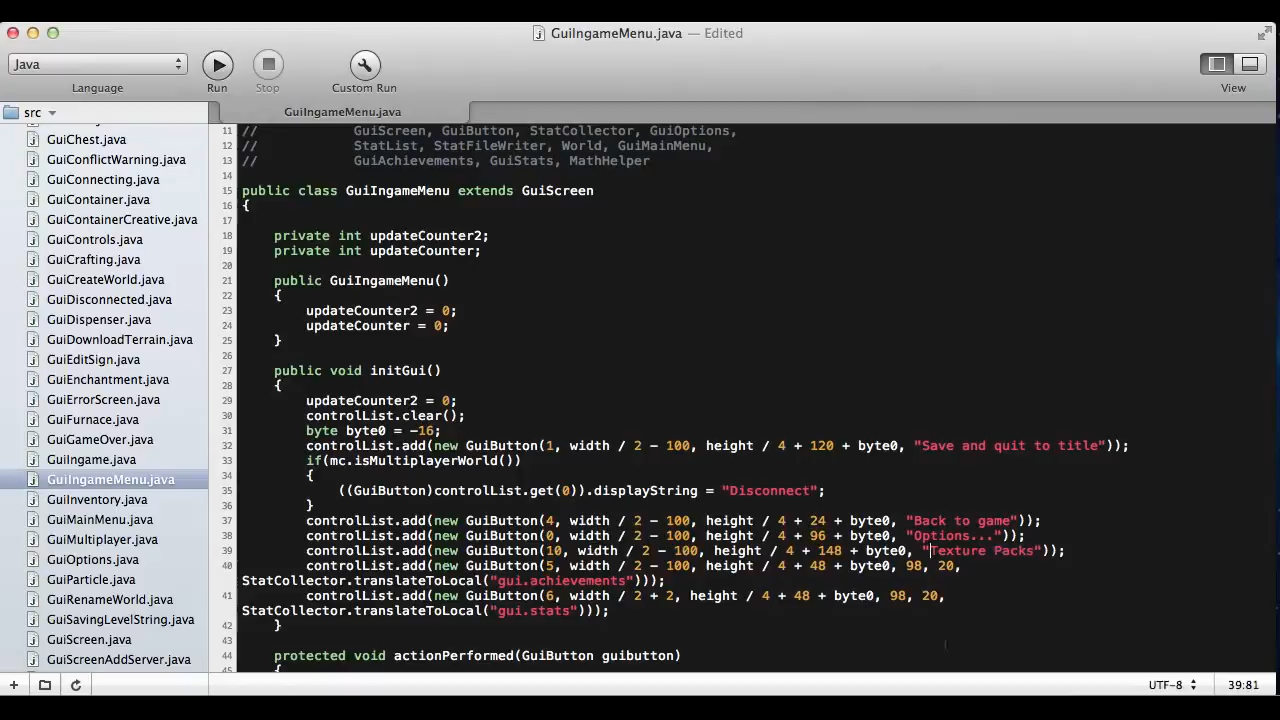 GuiIngameMenu.java — Edited
Java
Language
Run
Stop
Custom Run
View
src
GuiIngameMenu.java
GuiChest.java
GuiConflictWarning.java
GuiConnecting.java
GuiContainer.java
GuiContainerCreative.java
GuiControls.java
GuiCrafting.java
GuiCreateWorld.java
GuiDisconnected.java
GuiDispenser.java
GuiDownloadTerrain.java
GuiEditSign.java
GuiEnchantment.java
GuiErrorScreen.java
GuiFurnace.java
GuiGameOver.java
GuiIngame.java
GuiIngameMenu.java
GuiInventory.java
GuiMainMenu.java
GuiMultiplayer.java
GuiOptions.java
GuiParticle.java
GuiRenameWorld.java
GuiSavingLevelString.java
GuiScreen.java
GuiScreenAddServer.java
11 // GuiScreen, GuiButton, StatCollector, GuiOptions,
12 // StatList, StatFileWriter, World, GuiMainMenu,
13 // GuiAchievements, GuiStats, MathHelper
14
15 public class GuiIngameMenu extends GuiScreen
16 {
17
18 private int updateCounter2;
19 private int updateCounter;
20
21 public GuiIngameMenu()
22 {
23 updateCounter2 = 0;
24 updateCounter = 0;
25 }
26
27 public void initGui()
28 {
29 updateCounter2 = 0;
30 controlList.clear();
31 byte byte0 = -16;
32 controlList.add(new GuiButton(1, width / 2 - 100, height / 4 + 120 + byte0, "Save and quit to title"));
33 if(mc.isMultiplayerWorld())
34 {
35 ((GuiButton)controlList.get(0)).displayString = "Disconnect";
36 }
37 controlList.add(new GuiButton(4, width / 2 - 100, height / 4 + 24 + byte0, "Back to game"));
38 controlList.add(new GuiButton(0, width / 2 - 100, height / 4 + 96 + byte0, "Options..."));
39 controlList.add(new GuiButton(10, width / 2 - 100, height / 4 + 148 + byte0, "Texture Packs"));
40 controlList.add(new GuiButton(5, width / 2 - 100, height / 4 + 48 + byte0, 98, 20,
StatCollector.translateToLocal("gui.achievements")));
41 controlList.add(new GuiButton(6, width / 2 + 2, height / 4 + 48 + byte0, 98, 20,
StatCollector.translateToLocal("gui.stats")));
42 }
43
44 protected void actionPerformed(GuiButton guibutton)
45 {
UTF-8
39:81